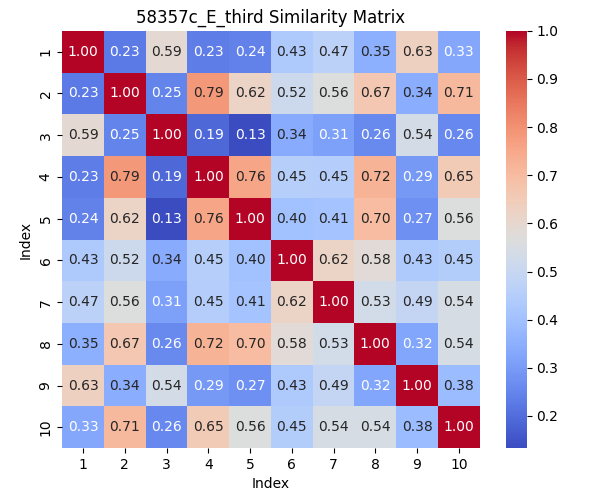 58357c_E_third Similarity Matrix
1 1.00 0.23 0.59 0.23 0.24 0.43 0.47 0.35 0.63 0.33
2 0.23 1.00 0.25 0.79 0.62 0.52 0.56 0.67 0.34 0.71
3 0.59 0.25 1.00 0.19 0.13 0.34 0.31 0.26 0.54 0.26
4 0.23 0.79 0.19 1.00 0.76 0.45 0.45 0.72 0.29 0.65
5 0.24 0.62 0.13 0.76 1.00 0.40 0.41 0.70 0.27 0.56
6 0.43 0.52 0.34 0.45 0.40 1.00 0.62 0.58 0.43 0.45
7 0.47 0.56 0.31 0.45 0.41 0.62 1.00 0.53 0.49 0.54
8 0.35 0.67 0.26 0.72 0.70 0.58 0.53 1.00 0.32 0.54
9 0.63 0.34 0.54 0.29 0.27 0.43 0.49 0.32 1.00 0.38
10 0.33 0.71 0.26 0.65 0.56 0.45 0.54 0.54 0.38 1.00
1 2 3 4 5 6 7 8 9 10
Index
Index
1.0
0.9
0.8
0.7
0.6
0.5
0.4
0.3
0.2